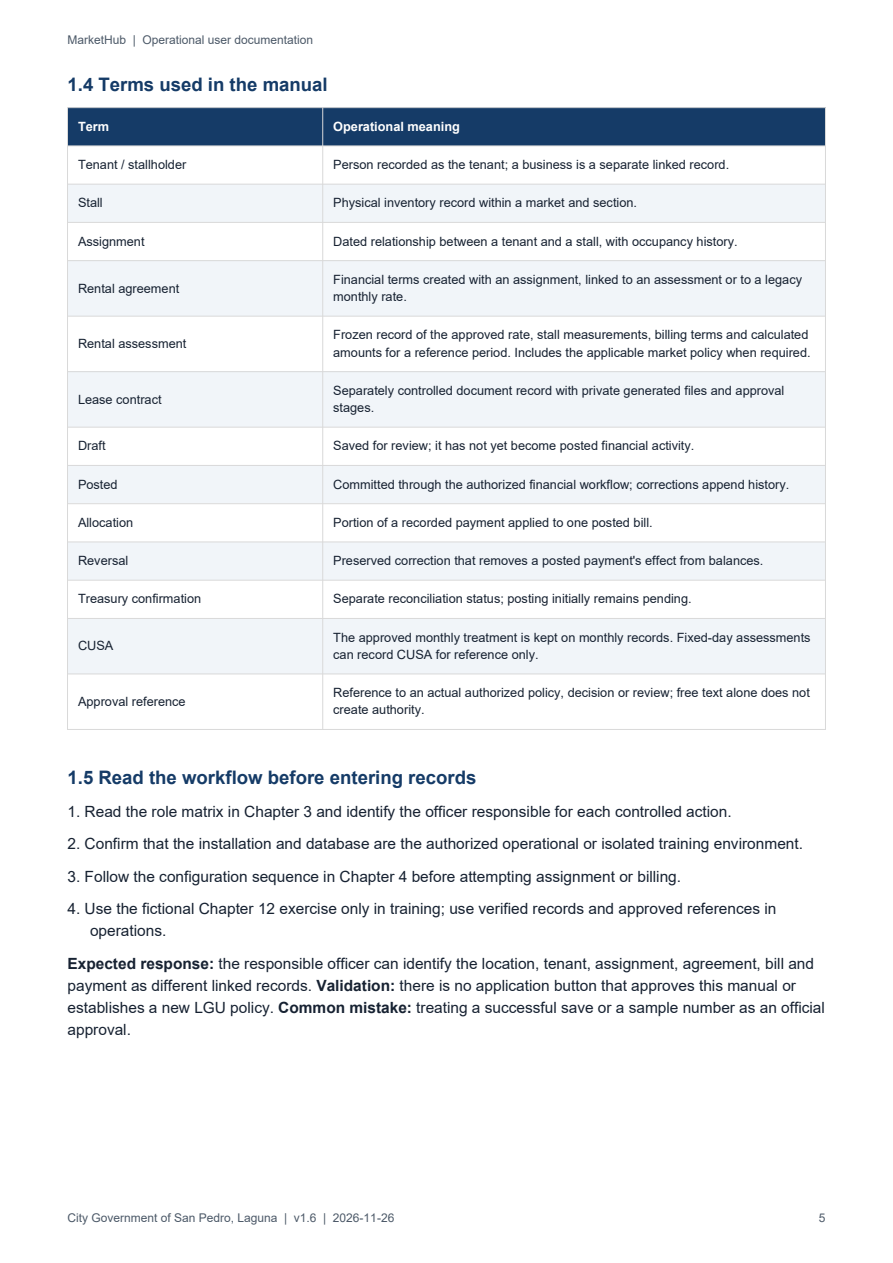 MarketHub | Operational user documentation
1.4 Terms used in the manual
Term Operational meaning
Tenant / stallholder Person recorded as the tenant; a business is a separate linked record.
Stall Physical inventory record within a market and section.
Assignment Dated relationship between a tenant and a stall, with occupancy history.
Rental agreement Financial terms created with an assignment, linked to an assessment or to a legacy
monthly rate.
Rental assessment Frozen record of the approved rate, stall measurements, billing terms and calculated
amounts for a reference period. Includes the applicable market policy when required.
Lease contract Separately controlled document record with private generated files and approval
stages.
Draft Saved for review; it has not yet become posted financial activity.
Posted Committed through the authorized financial workflow; corrections append history.
Allocation Portion of a recorded payment applied to one posted bill.
Reversal Preserved correction that removes a posted payment's effect from balances.
Treasury confirmation Separate reconciliation status; posting initially remains pending.
CUSA The approved monthly treatment is kept on monthly records. Fixed-day assessments
can record CUSA for reference only.
Approval reference Reference to an actual authorized policy, decision or review; free text alone does not
create authority.
1.5 Read the workflow before entering records
1. Read the role matrix in Chapter 3 and identify the officer responsible for each controlled action.
2. Confirm that the installation and database are the authorized operational or isolated training environment.
3. Follow the configuration sequence in Chapter 4 before attempting assignment or billing.
4. Use the fictional Chapter 12 exercise only in training; use verified records and approved references in
operations.
Expected response: the responsible officer can identify the location, tenant, assignment, agreement, bill and
payment as different linked records. Validation: there is no application button that approves this manual or
establishes a new LGU policy. Common mistake: treating a successful save or a sample number as an official
approval.
City Government of San Pedro, Laguna | v1.6 | 2026-11-26 5